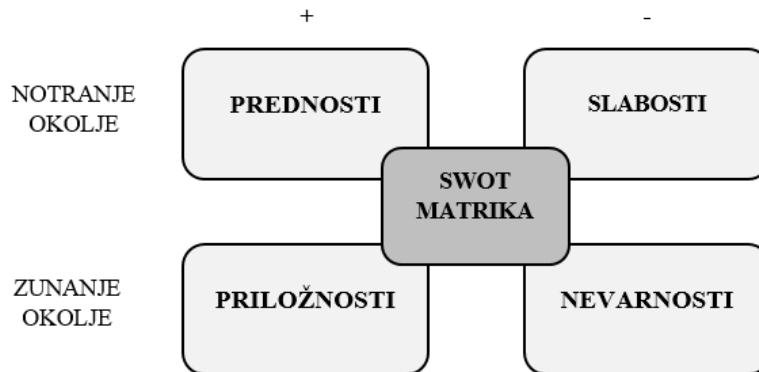 + -
NOTRANJE
OKOLJE
PREDNOSTI
SLABOSTI
SWOT
MATRIKA
ZUNANJE
OKOLJE
PRILOŽNOSTI
NEVARNOSTI